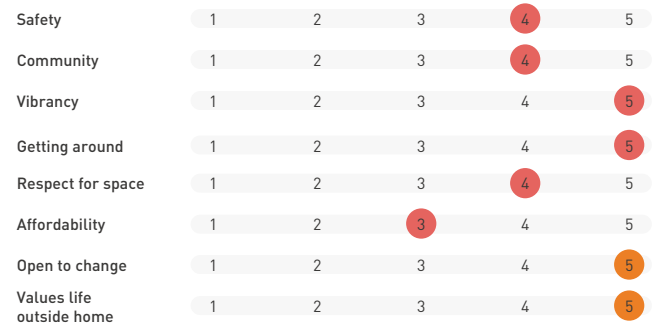 Safety 1 2 3 4 5
Community 1 2 3 4 5
Vibrancy 1 2 3 4 5
Getting around 1 2 3 4 5
Respect for space 1 2 3 4 5
Affordability 1 2 3 4 5
Open to change 1 2 3 4 5
Values life
outside home 1 2 3 4 5